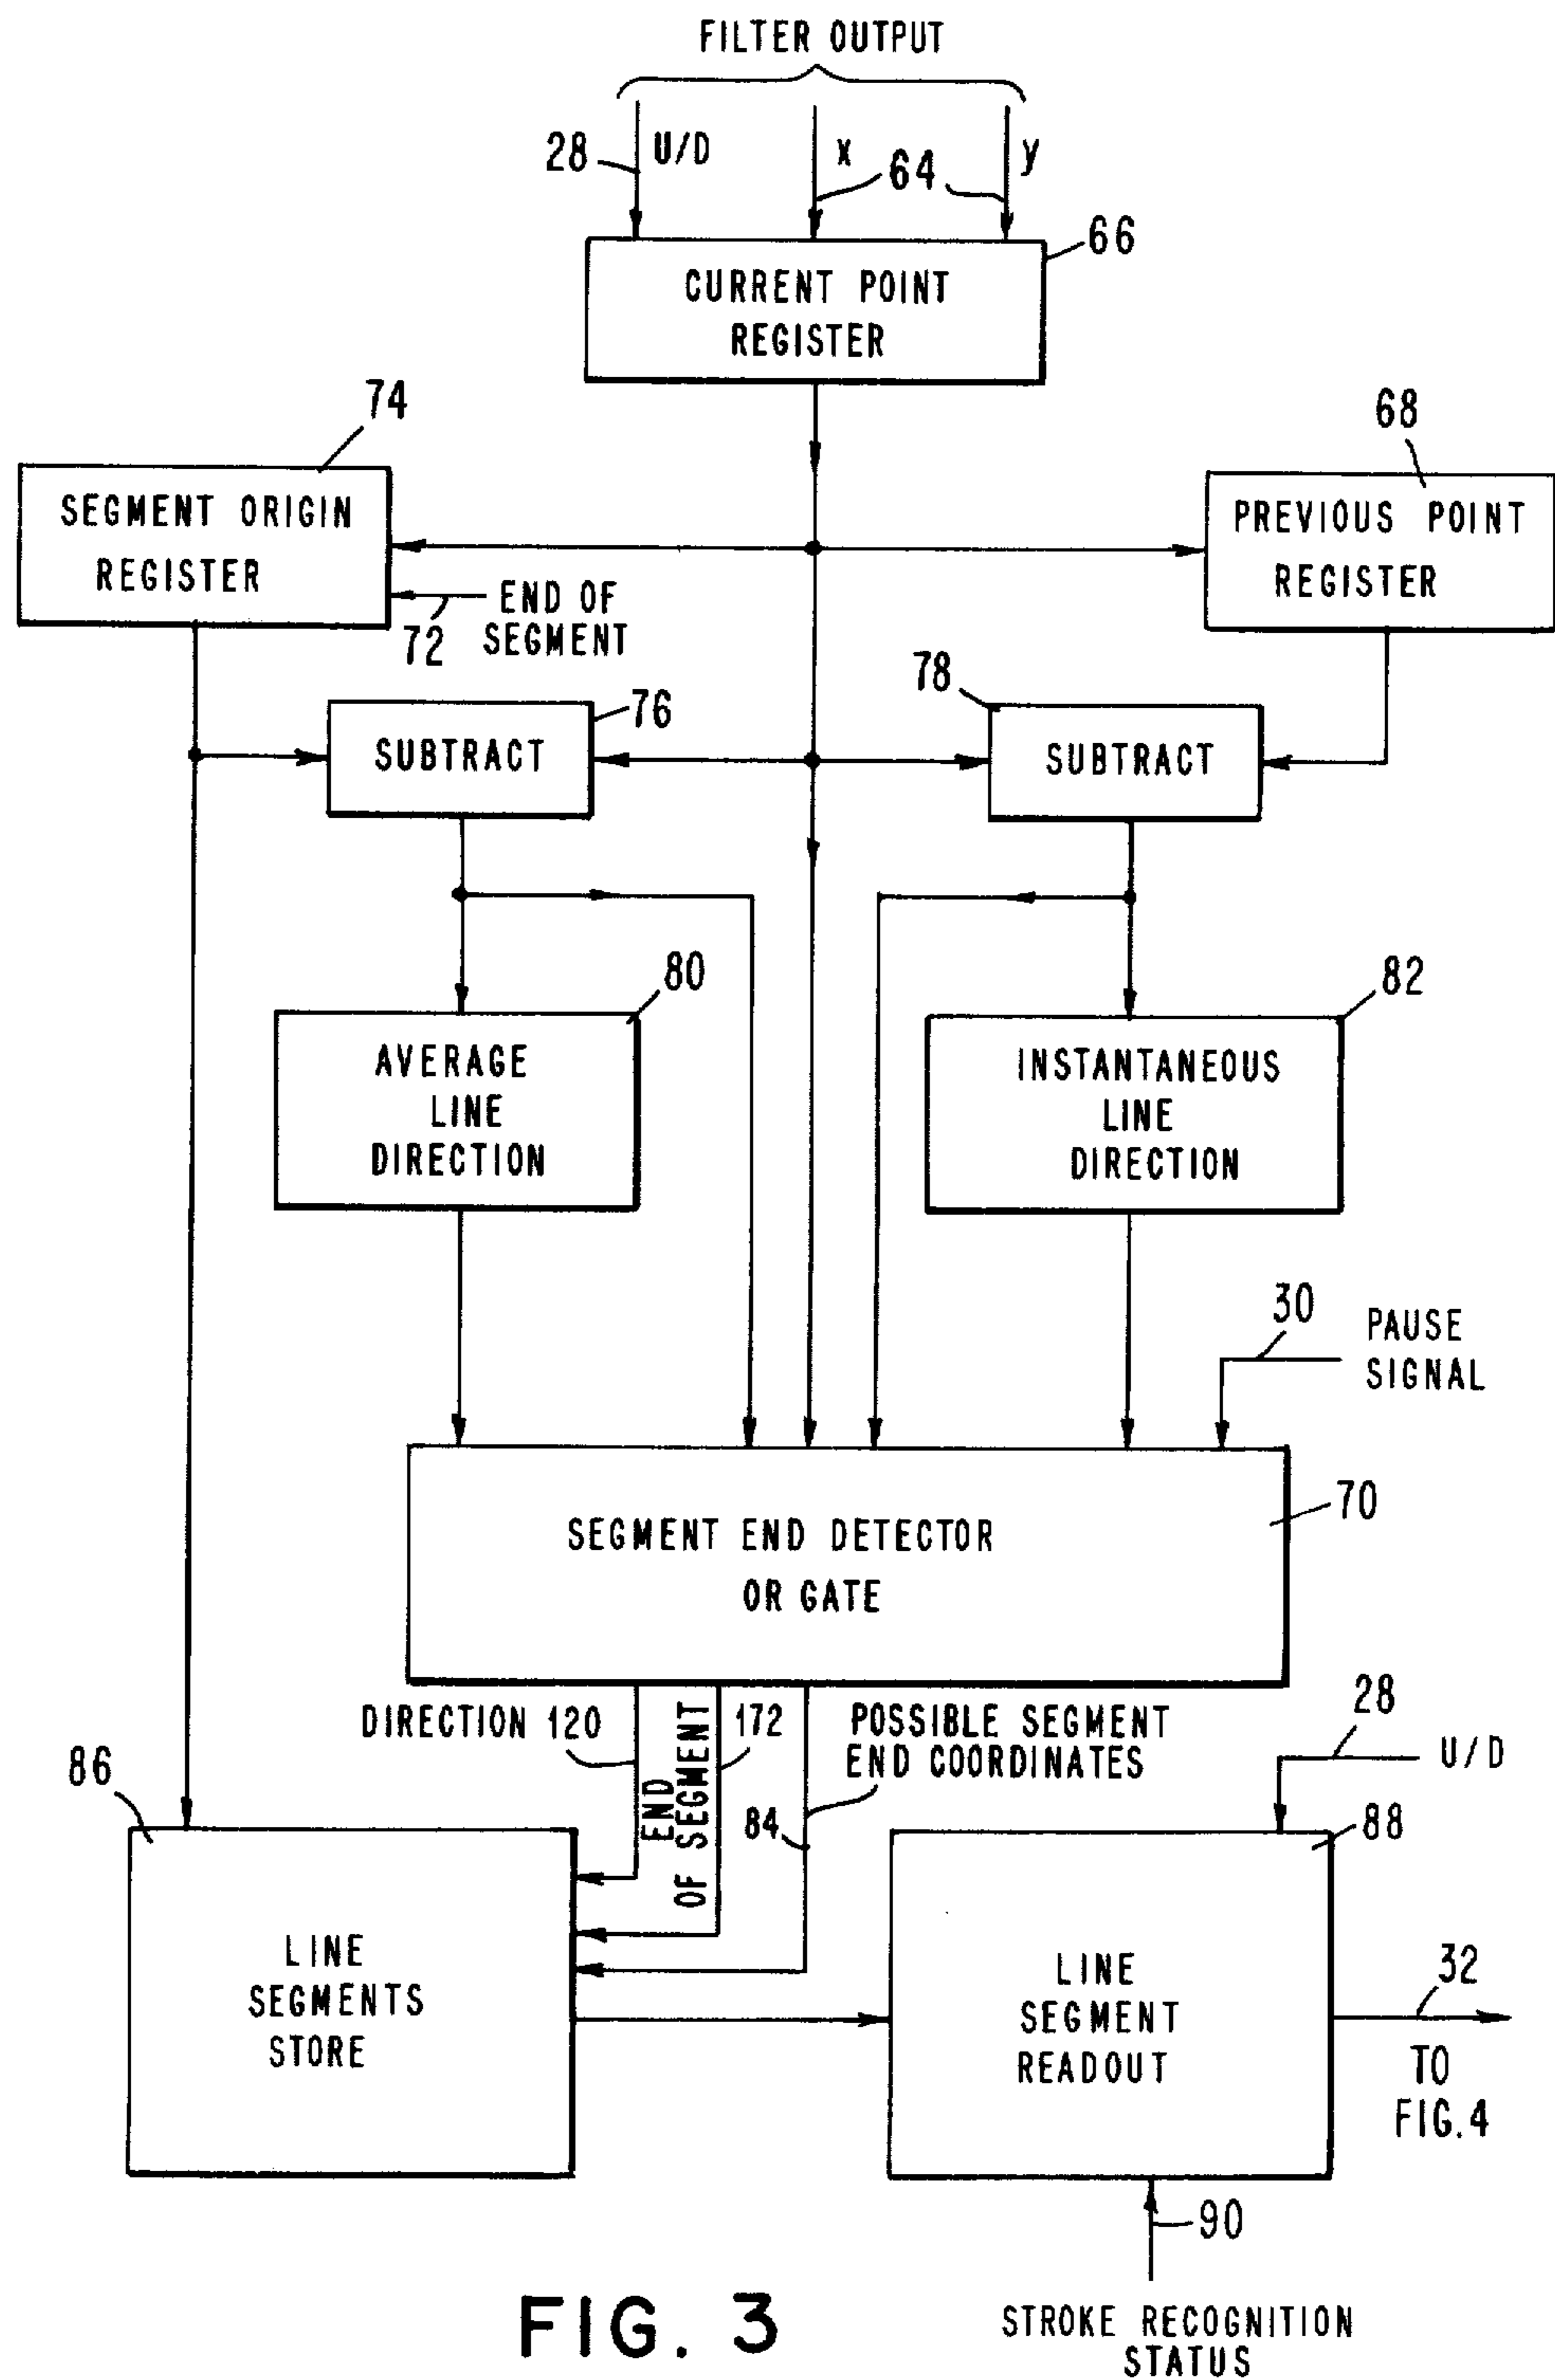 FILTER OUTPUT
28
U/D
x
64
y
66
CURRENT POINT
REGISTER
74
68
SEGMENT ORIGIN
REGISTER
PREVIOUS POINT
REGISTER
72
END OF
SEGMENT
76
78
SUBTRACT
SUBTRACT
80
82
AVERAGE
LINE
DIRECTION
INSTANTANEOUS
LINE
DIRECTION
30
PAUSE
SIGNAL
70
SEGMENT END DETECTOR
OR GATE
DIRECTION 120
END
OF SEGMENT
172
POSSIBLE SEGMENT
END COORDINATES
84
28
U/D
86
88
LINE
SEGMENTS
STORE
LINE
SEGMENT
READOUT
32
TO
FIG.4
90
STROKE RECOGNITION
STATUS
FIG. 3